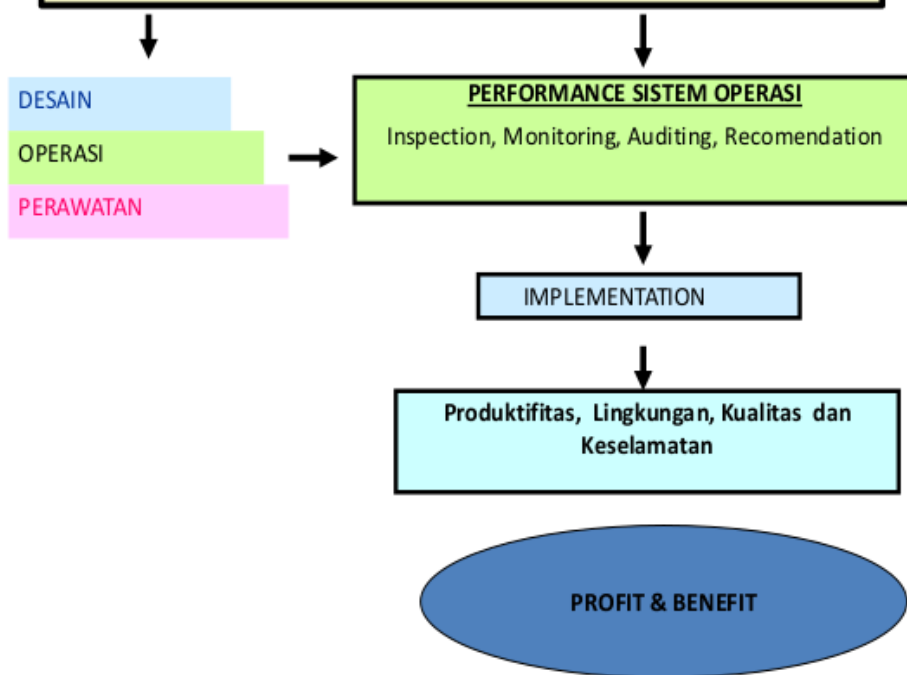 DESAIN
OPERASI
PERAWATAN
PERFORMANCE SISTEM OPERASI
Inspection, Monitoring, Auditing, Recomendation
IMPLEMENTATION
Produktifitas, Lingkungan, Kualitas dan
Keselamatan
PROFIT & BENEFIT